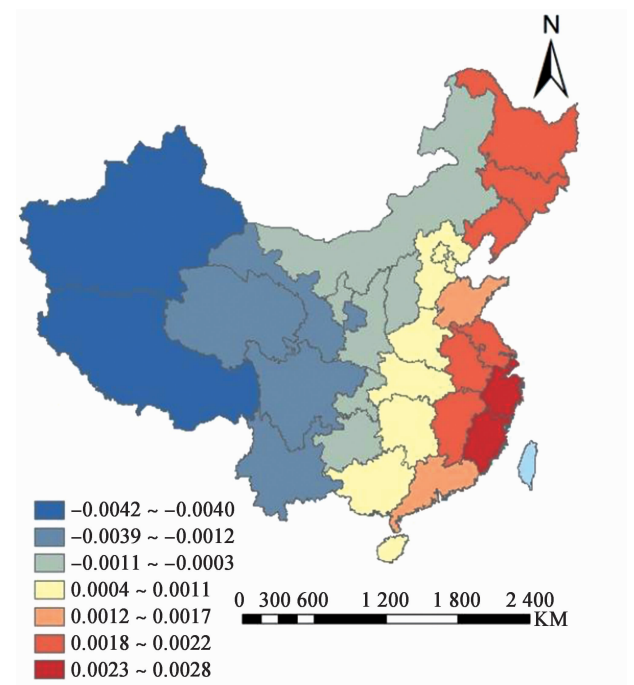 N
-0.0042 ~ -0.0040
-0.0039 ~ -0.0012
-0.0011 ~ -0.0003
0.0004 ~ 0.0011
0.0012 ~ 0.0017
0.0018 ~ 0.0022
0.0023 ~ 0.0028
0 300 600 1 200 1 800 2 400
KM